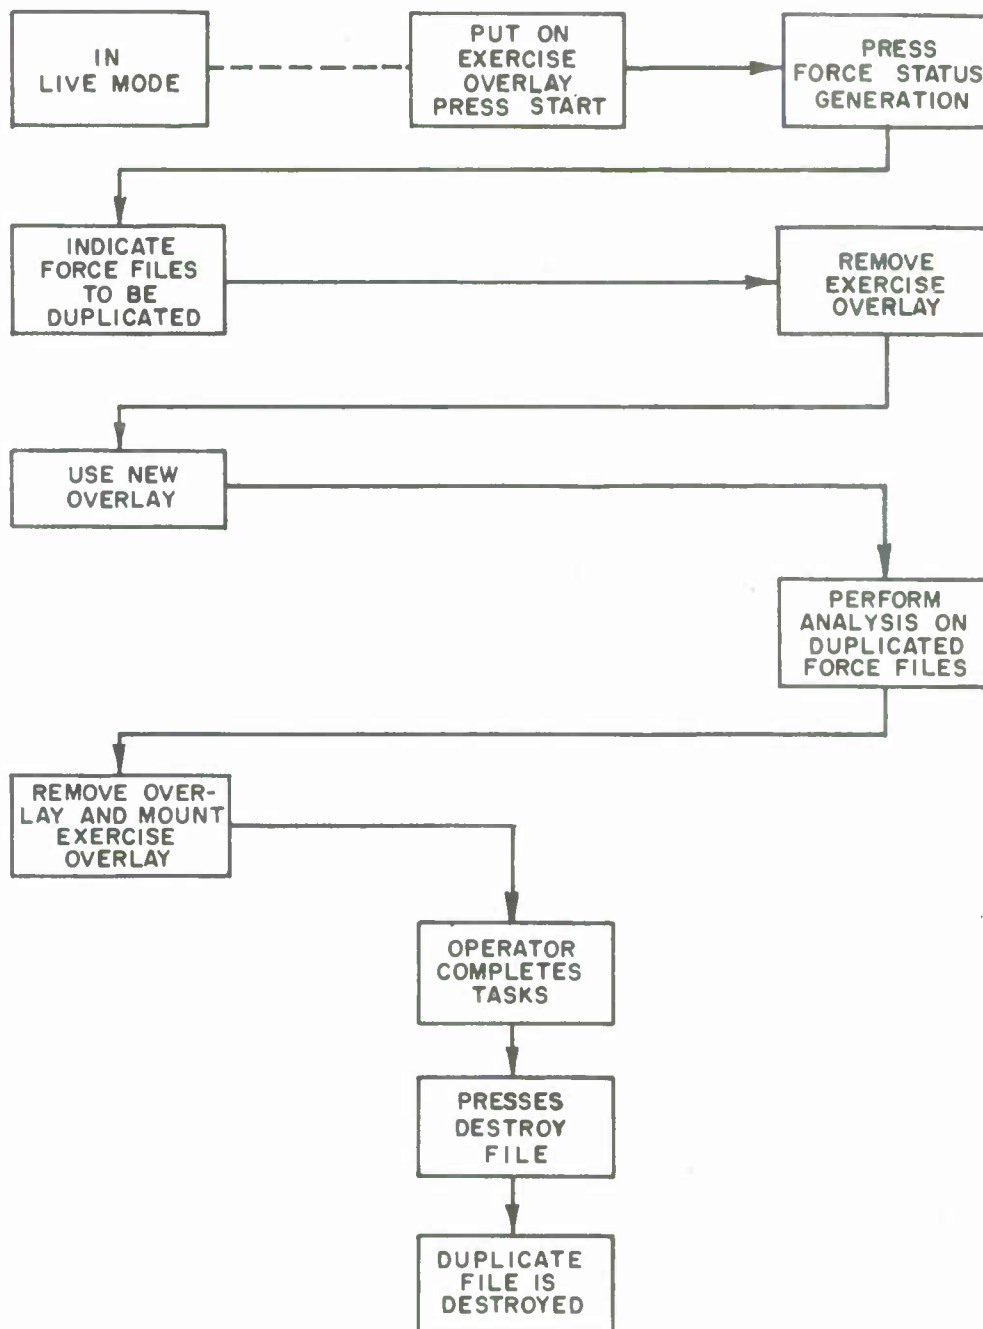 IN
LIVE MODE
PUT ON
EXERCISE
OVERLAY
PRESS START
PRESS
FORCE STATUS
GENERATION
INDICATE
FORCE FILES
TO BE
DUPLICATED
REMOVE
EXERCISE
OVERLAY
USE NEW
OVERLAY
PERFORM
ANALYSIS ON
DUPLICATED
FORCE FILES
REMOVE OVER-
LAY AND MOUNT
EXERCISE
OVERLAY
OPERATOR
COMPLETES
TASKS
PRESSES
DESTROY
FILE
DUPLICATE
FILE IS
DESTROYED